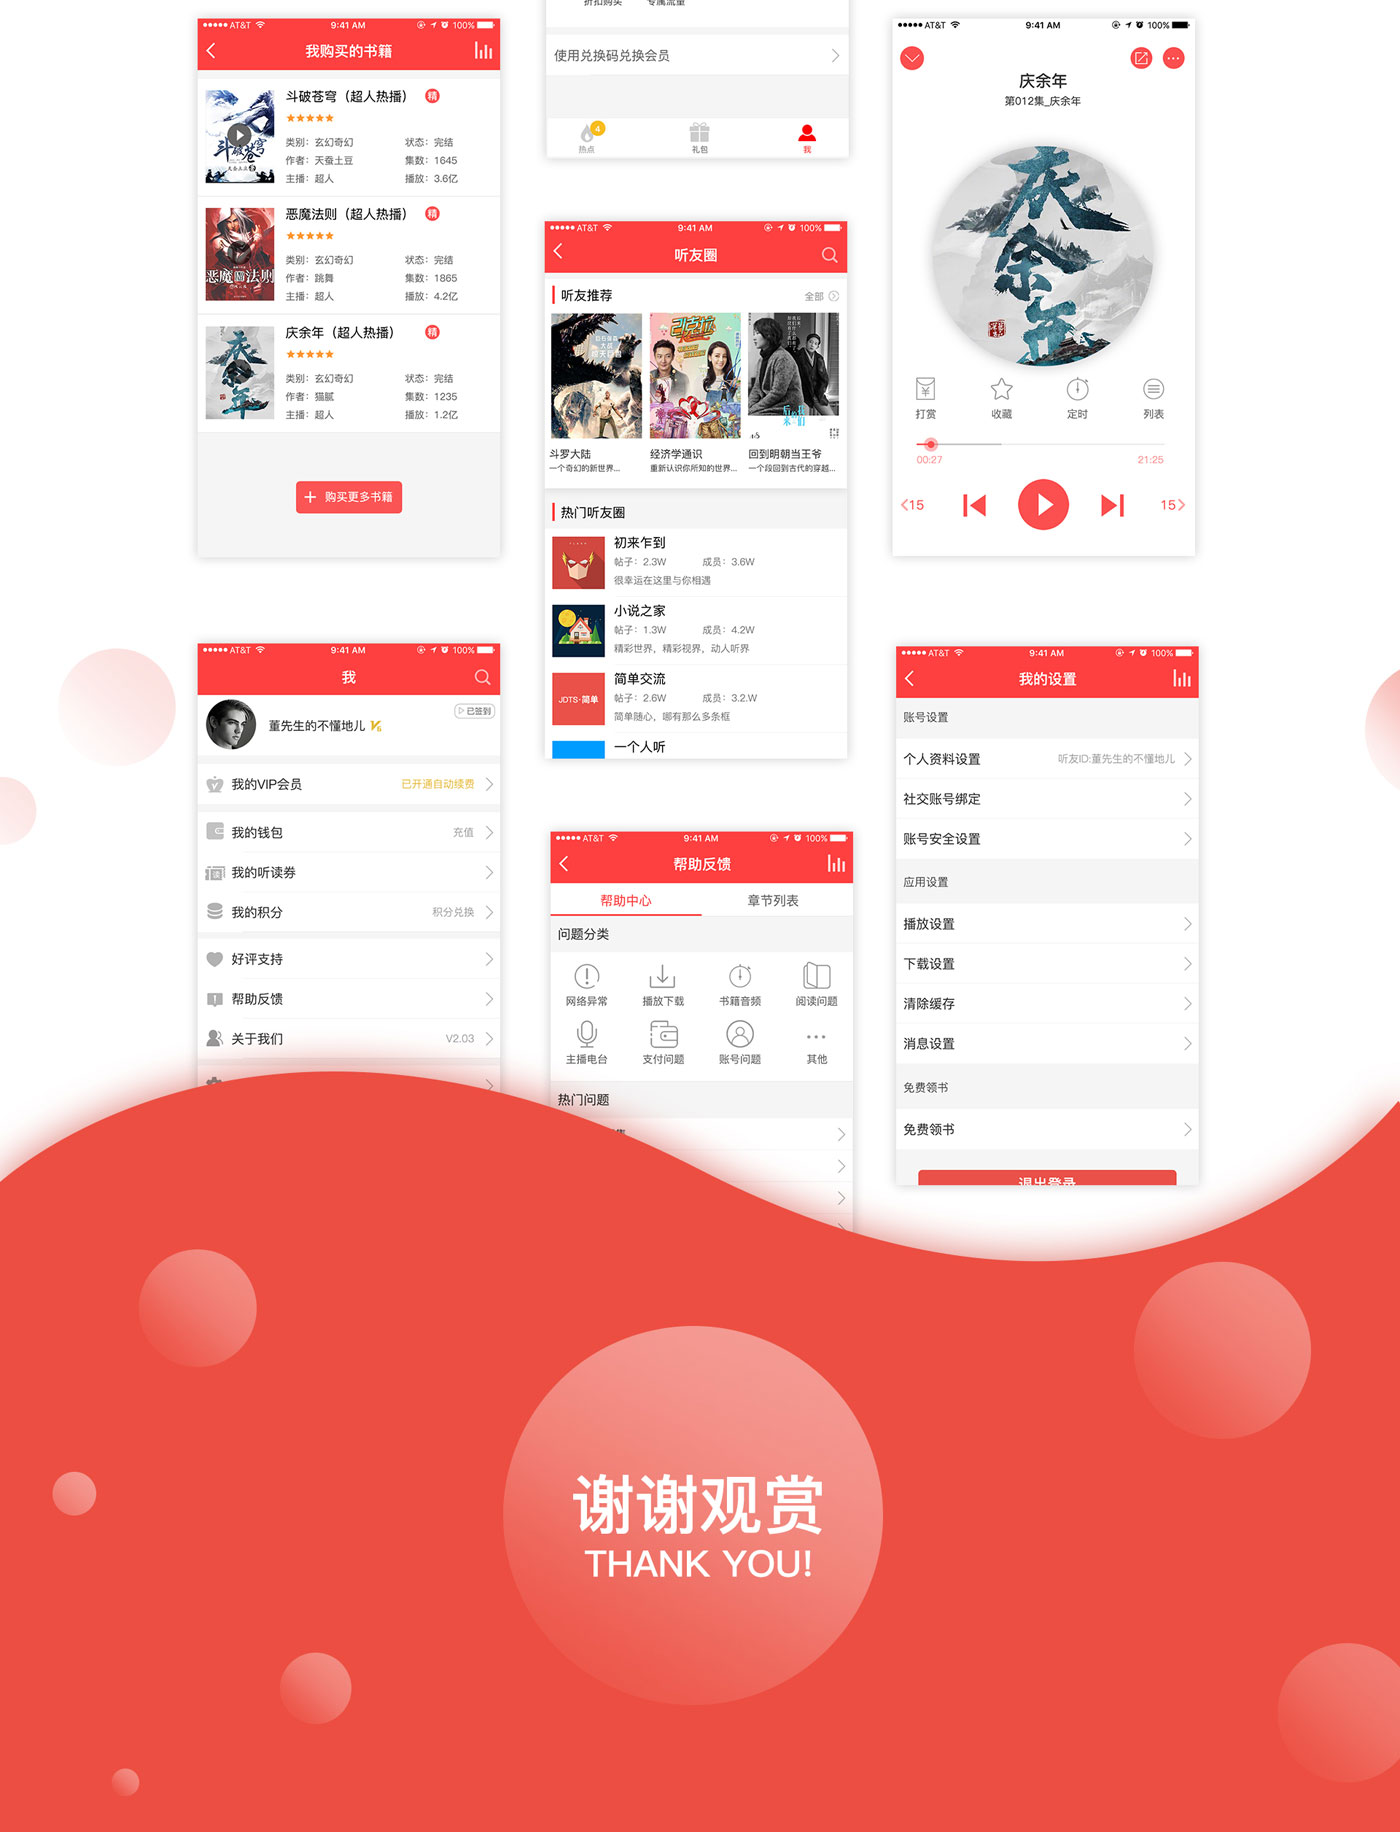 ●●●●● AT&T 9:41 AM 100%
我购买的书籍
斗破苍穹（超人热播） 精
类别：玄幻奇幻 状态：完结
作者：天蚕土豆 集数：1645
主播：超人 播放：3.6亿
恶魔法则（超人热播） 精
类别：玄幻奇幻 状态：完结
作者：跳舞 集数：1865
主播：超人 播放：4.2亿
恶魔法则
庆余年（超人热播） 精
类别：玄幻奇幻 状态：完结
作者：猫腻 集数：1235
主播：超人 播放：1.2亿
庆余年
+ 购买更多书籍
折扣购买 专属流量
使用兑换码兑换会员
4
热点 礼包 我
●●●●● AT&T 9:41 AM 100%
庆余年
第012集_庆余年
庆余年
打赏 收藏 定时 列表
00:27 21:25
15 15
●●●●● AT&T 9:41 AM 100%
听友圈
听友推荐 全部
斗罗大陆 经济学通识 回到明朝当王爷
一个奇幻的新世界... 重新认识你所知的世界... 一个段回到古代的穿越...
热门听友圈
初来乍到
帖子：2.3W 成员：3.6W
很幸运在这里与你相遇
小说之家
帖子：1.3W 成员：4.2W
精彩世界，精彩视界，动人听界
JDTS·简单
简单交流
帖子：2.6W 成员：3.2.W
简单随心，哪有那么多条框
一个人听
●●●●● AT&T 9:41 AM 100%
我
董先生的不懂地儿 V6 已签到
我的VIP会员 已开通自动续费
我的钱包 充值
我的听读券
我的积分 积分兑换
好评支持
帮助反馈
关于我们 V2.03
●●●●● AT&T 9:41 AM 100%
帮助反馈
帮助中心 章节列表
问题分类
网络异常 播放下载 书籍音频 阅读问题
主播电台 支付问题 账号问题 其他
热门问题
●●●●● AT&T 9:41 AM 100%
我的设置
账号设置
个人资料设置 听友ID:董先生的不懂地儿
社交账号绑定
账号安全设置
应用设置
播放设置
下载设置
清除缓存
消息设置
免费领书
免费领书
退出登录
谢谢观赏
THANK YOU!